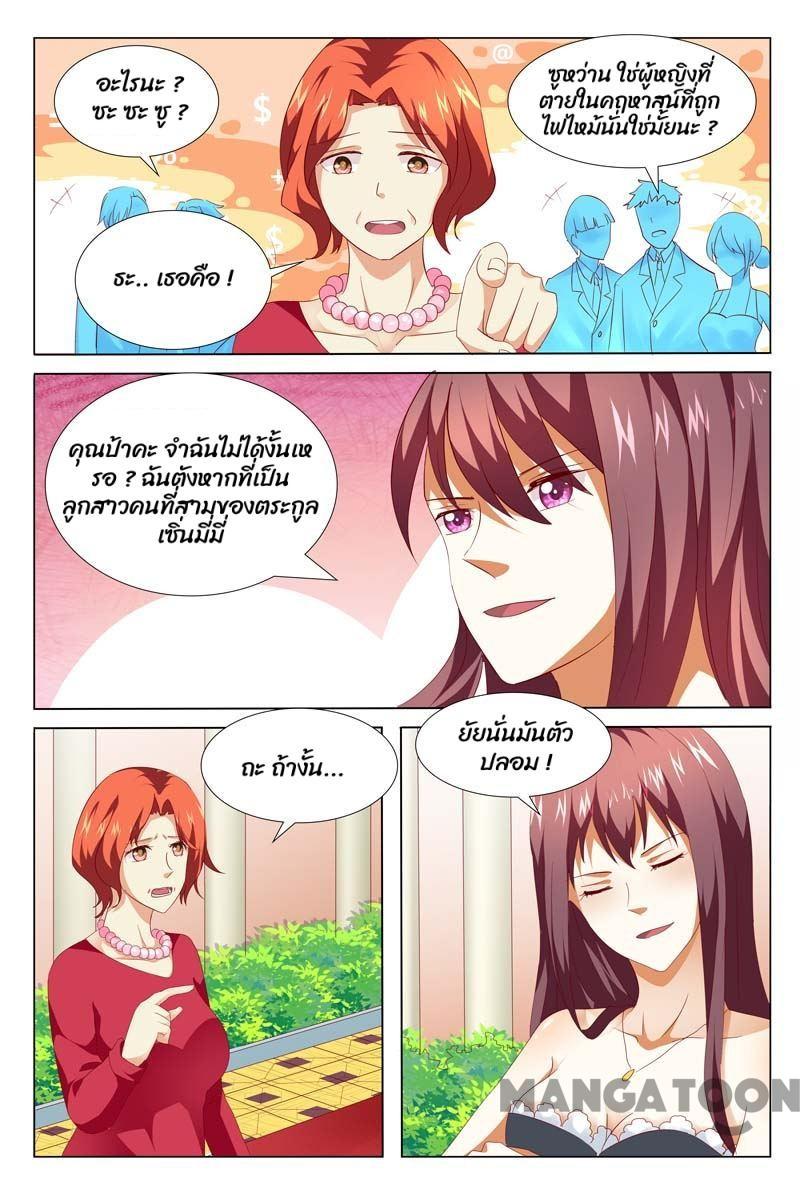 อะไรนะ ?
ซะ ซะ ซู ?
ซูหว่าน ใช่ผู้หญิงที่
ตายในคฤหาสน์ที่ถูก
ไฟไหม้นั่นใช่มั้ยนะ ?
ธะ.. เธอคือ !
คุณป้าคะ จำฉันไม่ได้งั้นเห
รอ ? ฉันตังหากที่เป็น
ลูกสาวคนที่สามของตระกูล
เซิ่นมี่มี่
ถะ ถ้างั้น...
ยัยนั่นมันตัว
ปลอม !
MANGATOON